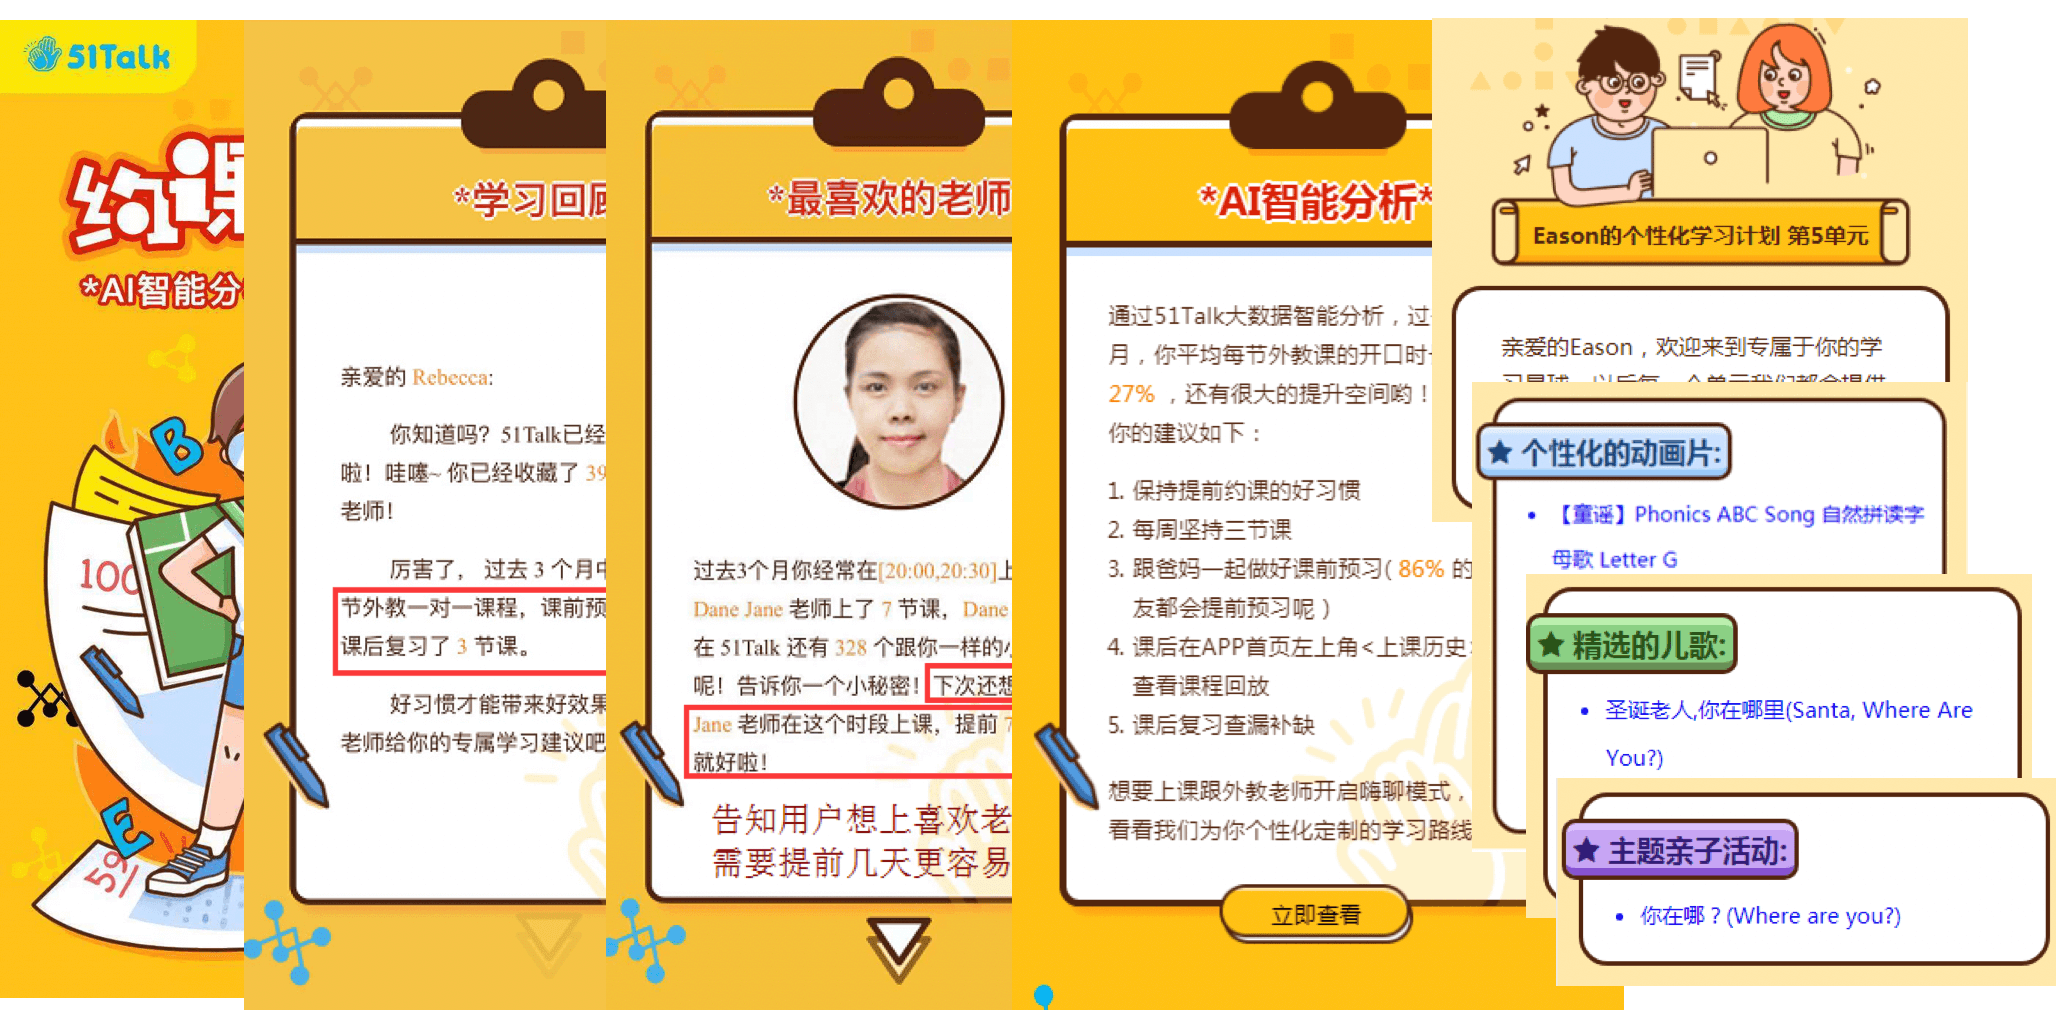 51Talk
约课
*AI智能分
100
59
B
E
*学习回顾
亲爱的 Rebecca:
你知道吗？51Talk已经
啦！哇噻~ 你已经收藏了 39
老师！
厉害了， 过去 3 个月中
节外教一对一课程，课前预
课后复习了 3 节课。
好习惯才能带来好效果
老师给你的专属学习建议吧
*最喜欢的老师
过去3个月你经常在[20:00,20:30]上
Dane Jane 老师上了 7 节课，Dane
在 51Talk 还有 328 个跟你一样的小
呢！告诉你一个小秘密！下次还想
Jane 老师在这个时段上课，提前 7
就好啦！
告知用户想上喜欢老
需要提前几天更容易
*AI智能分析*
通过51Talk大数据智能分析，过
月，你平均每节外教课的开口时
27% ，还有很大的提升空间哟！
你的建议如下：
1. 保持提前约课的好习惯
2. 每周坚持三节课
3. 跟爸妈一起做好课前预习( 86% 的
友都会提前预习呢 )
4. 课后在APP首页左上角<上课历史>
查看课程回放
5. 课后复习查漏补缺
想要上课跟外教老师开启嗨聊模式，
看看我们为你个性化定制的学习路线
立即查看
Eason的个性化学习计划 第5单元
亲爱的Eason，欢迎来到专属于你的学
习星球，以后每一个单元我们都会提供
★ 个性化的动画片:
• 【童谣】Phonics ABC Song 自然拼读字
母歌 Letter G
★ 精选的儿歌:
• 圣诞老人,你在哪里(Santa, Where Are
You?)
★ 主题亲子活动:
• 你在哪？(Where are you?)